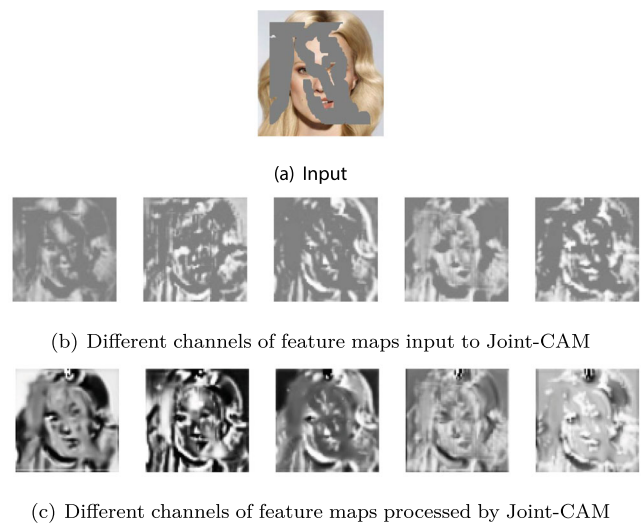 (a) Input
(b) Different channels of feature maps input to Joint-CAM
(c) Different channels of feature maps processed by Joint-CAM